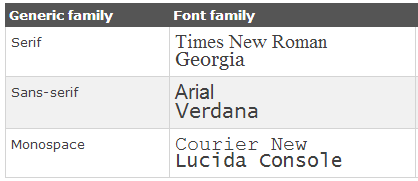 Generic family Font family
Serif Times New Roman
Georgia
Sans-serif Arial
Verdana
Monospace Courier New
Lucida Console